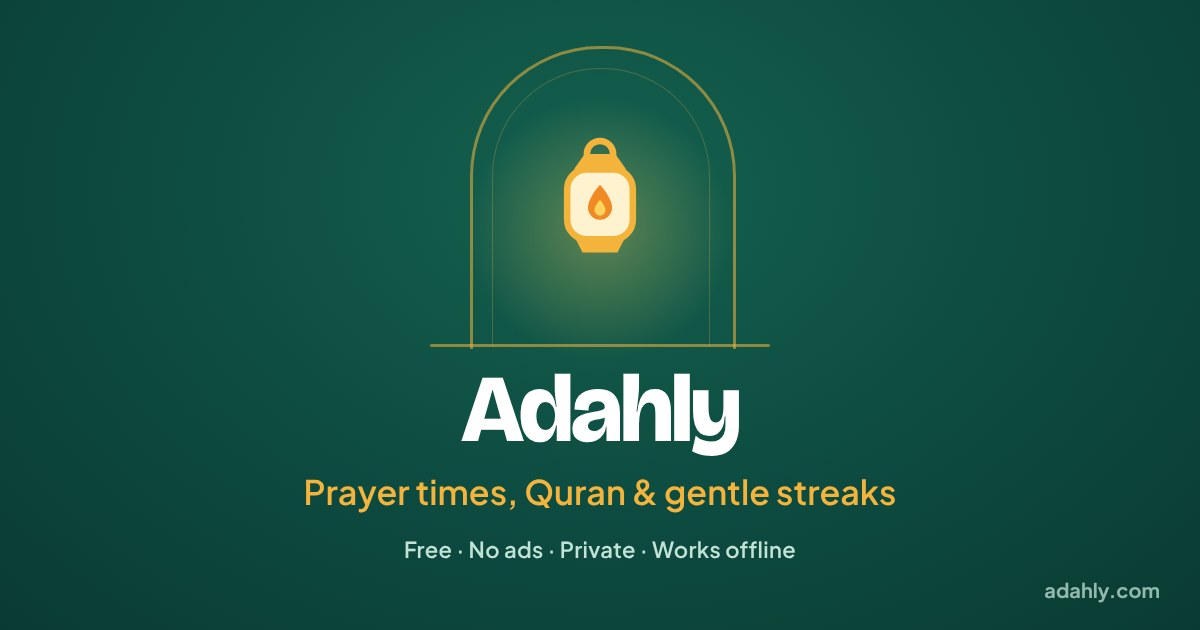 Adahly
Prayer times, Quran & gentle streaks
Free · No ads · Private · Works offline
adahly.com